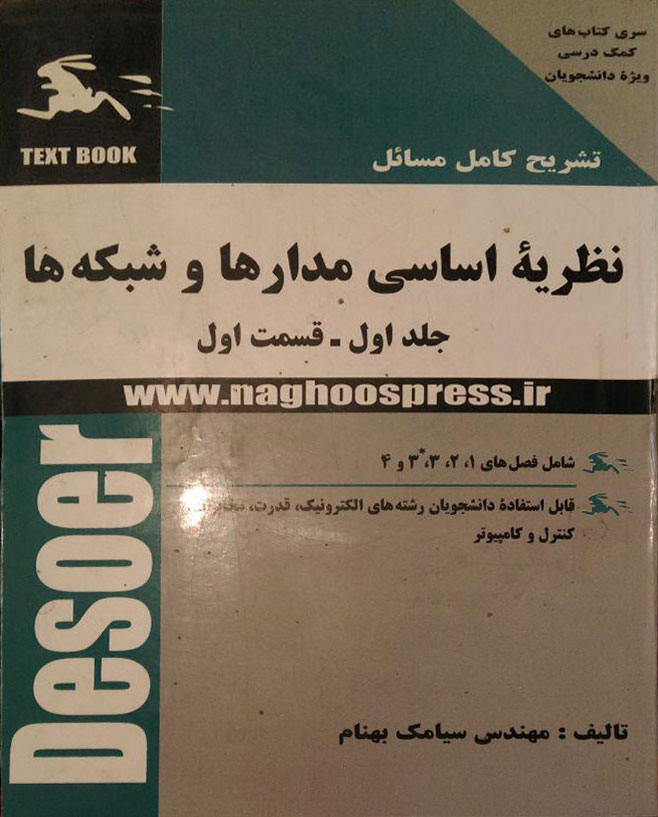 سری کتاب‌های
کمک درسی
ویژهٔ دانشجویان
TEXT BOOK
تشریح کامل مسائل
نظریهٔ اساسی مدارها و شبکه ها
جلد اول - قسمت اول
www.naghoospress.ir
Desoer
شامل فصل‌های ۱، ۲، ۳، ۳* و ۴
قابل استفادهٔ دانشجویان رشته‌های الکترونیک، قدرت،
کنترل و کامپیوتر
تالیف : مهندس سیامک بهنام